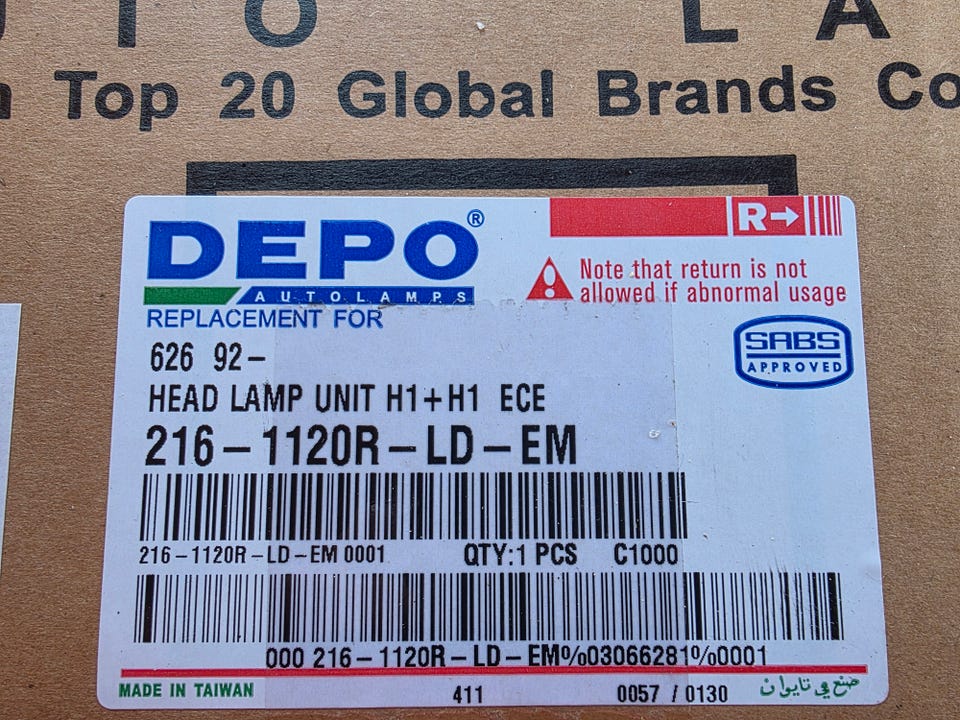 UTO LA
Top 20 Global Brands Co
DEPO®
AUTOLAMPS
R→
Note that return is not
allowed if abnormal usage
REPLACEMENT FOR
626 92-
SABS
APPROVED
HEAD LAMP UNIT H1+H1 ECE
216-1120R-LD-EM
216-1120R-LD-EM 0001 QTY:1 PCS C1000
000 216-1120R-LD-EM%03066281%0001
MADE IN TAIWAN 411 0057 / 0130 صنع في تايوان